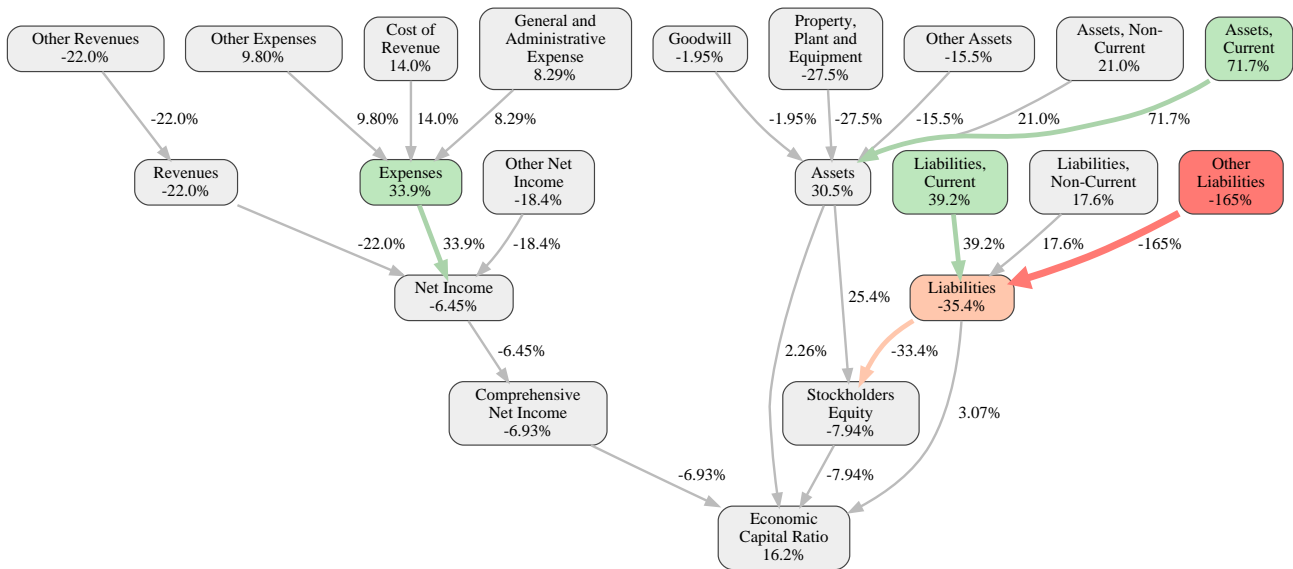 Other Revenues
-22.0%
Other Expenses
9.80%
Cost of
Revenue
14.0%
General and
Administrative
Expense
8.29%
Goodwill
-1.95%
Property,
Plant and
Equipment
-27.5%
Other Assets
-15.5%
Assets, Non-
Current
21.0%
Assets,
Current
71.7%
-22.0%
9.80%
14.0%
8.29%
-1.95%
-27.5%
-15.5%
21.0%
71.7%
Revenues
-22.0%
Expenses
33.9%
Other Net
Income
-18.4%
Assets
30.5%
Liabilities,
Current
39.2%
Liabilities,
Non-Current
17.6%
Other
Liabilities
-165%
-22.0%
33.9%
-18.4%
39.2%
17.6%
-165%
Net Income
-6.45%
25.4%
Liabilities
-35.4%
-6.45%
2.26%
-33.4%
Comprehensive
Net Income
-6.93%
Stockholders
Equity
-7.94%
3.07%
-6.93%
-7.94%
Economic
Capital Ratio
16.2%